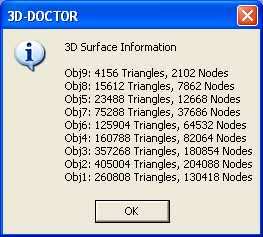 3D-DOCTOR
3D Surface Information
Obj9: 4156 Triangles, 2102 Nodes
Obj8: 15612 Triangles, 7862 Nodes
Obj5: 23488 Triangles, 12668 Nodes
Obj7: 75288 Triangles, 37686 Nodes
Obj6: 125904 Triangles, 64532 Nodes
Obj4: 160788 Triangles, 82064 Nodes
Obj3: 357268 Triangles, 180854 Nodes
Obj2: 405004 Triangles, 204088 Nodes
Obj1: 260808 Triangles, 130418 Nodes
OK